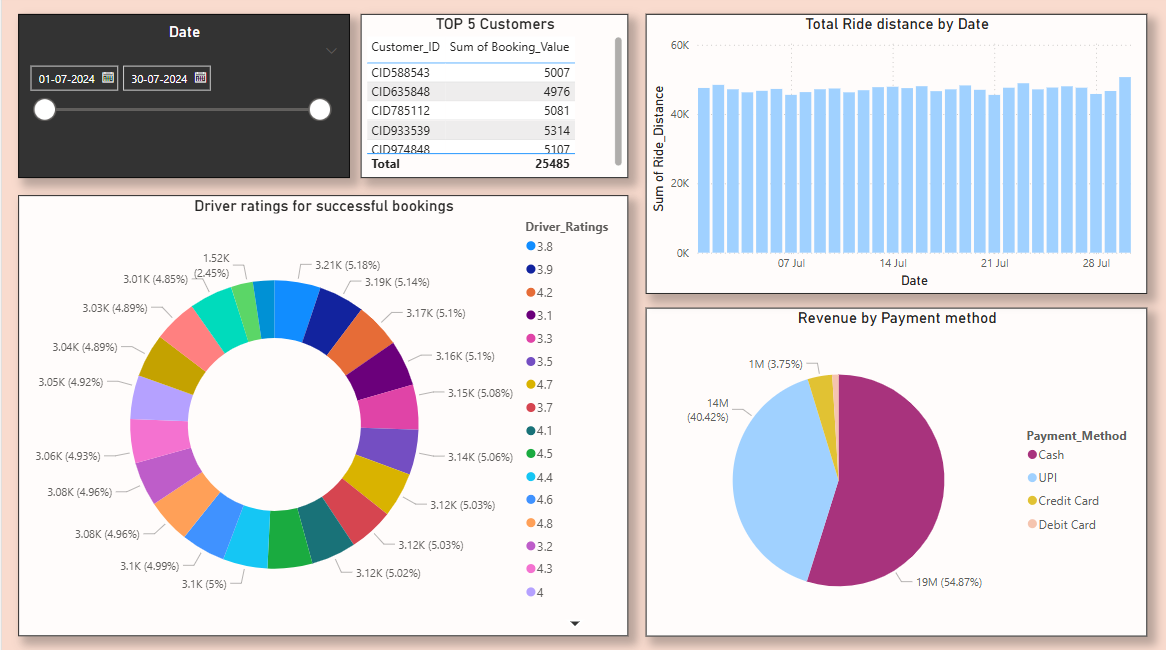 Date
01-07-2024 30-07-2024
TOP 5 Customers
Customer_ID Sum of Booking_Value
CID588543 5007
CID635848 4976
CID785112 5081
CID933539 5314
CID974848 5107
Total 25485
Total Ride distance by Date
60K
40K
20K
0K
Sum of Ride_Distance
07 Jul 14 Jul 21 Jul 28 Jul
Date
Driver ratings for successful bookings
3.21K (5.18%)
3.19K (5.14%)
3.17K (5.1%)
3.16K (5.1%)
3.15K (5.08%)
3.14K (5.06%)
3.12K (5.03%)
3.12K (5.03%)
3.12K (5.02%)
3.1K (5%)
3.1K (4.99%)
3.08K (4.96%)
3.08K (4.96%)
3.06K (4.93%)
3.05K (4.92%)
3.04K (4.89%)
3.03K (4.89%)
3.01K (4.85%)
1.52K
(2.45%)
Driver_Ratings
3.8
3.9
4.2
3.1
3.3
3.5
4.7
3.7
4.1
4.5
4.4
4.6
4.8
3.2
4.3
4
Revenue by Payment method
1M (3.75%)
14M
(40.42%)
19M (54.87%)
Payment_Method
Cash
UPI
Credit Card
Debit Card